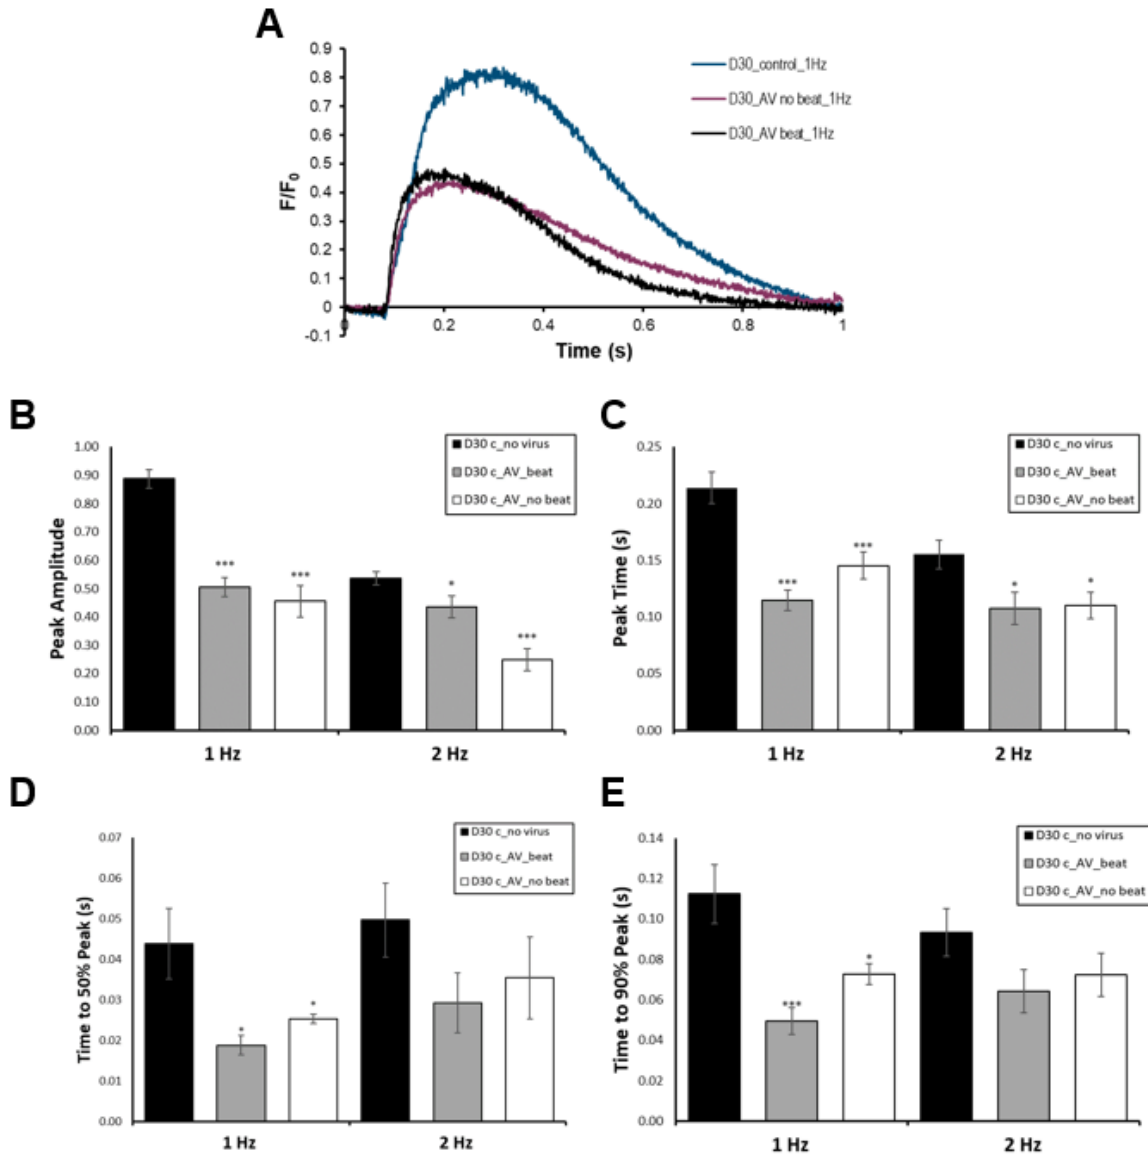 A
0.9
0.8
0.7
0.6
0.5
0.4
0.3
0.2
0.1
0
-0.1
F/F0
0
0.2
0.4
0.6
0.8
1
Time (s)
D30_control_1Hz
D30_AV no beat_1Hz
D30_AV beat_1Hz
B
1.00
0.90
0.80
0.70
0.60
0.50
0.40
0.30
0.20
0.10
0.00
Peak Amplitude
D30 c_no virus
D30 c_AV_beat
D30 c_AV_no beat
***
***
*
***
1 Hz
2 Hz
C
0.25
0.20
0.15
0.10
0.05
0.00
Peak Time (s)
D30 c_no virus
D30 c_AV_beat
D30 c_AV_no beat
***
***
*
*
1 Hz
2 Hz
D
0.07
0.06
0.05
0.04
0.03
0.02
0.01
0.00
Time to 50% Peak (s)
D30 c_no virus
D30 c_AV_beat
D30 c_AV_no beat
*
*
1 Hz
2 Hz
E
0.14
0.12
0.10
0.08
0.06
0.04
0.02
0.00
Time to 90% Peak (s)
D30 c_no virus
D30 c_AV_beat
D30 c_AV_no beat
***
*
1 Hz
2 Hz